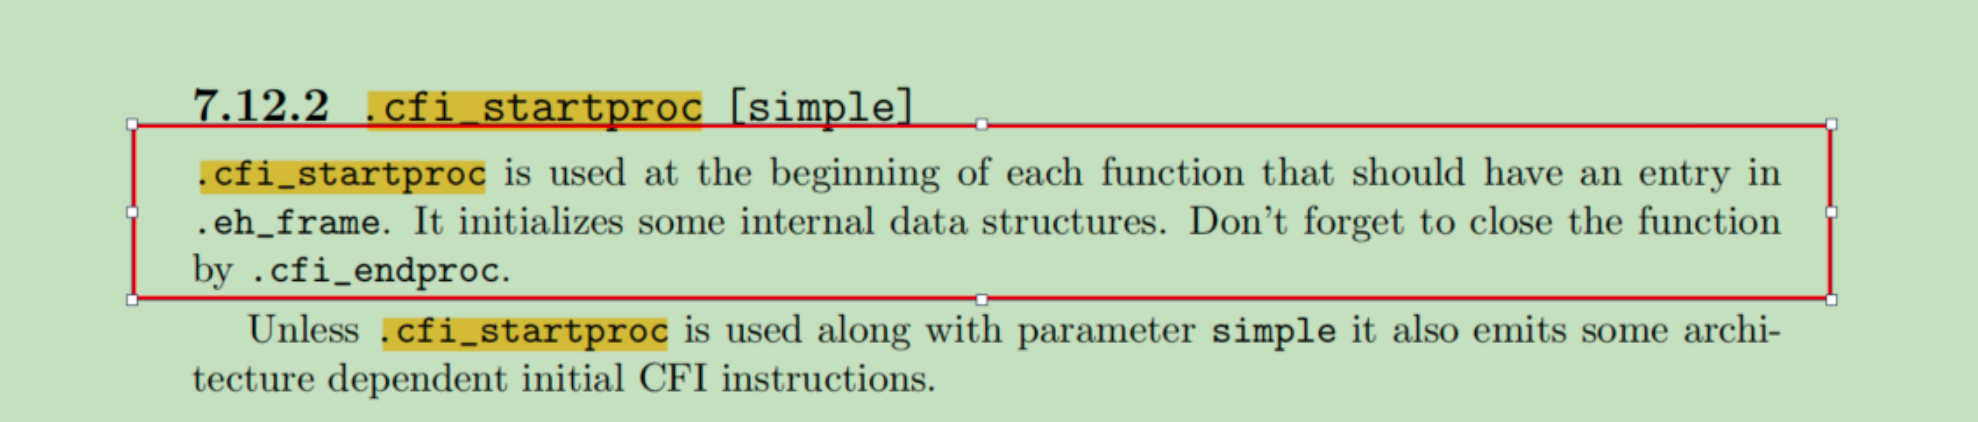 7.12.2 .cfi_startproc [simple]
.cfi_startproc is used at the beginning of each function that should have an entry in
.eh_frame. It initializes some internal data structures. Don't forget to close the function
by .cfi_endproc.
Unless .cfi_startproc is used along with parameter simple it also emits some archi-
tecture dependent initial CFI instructions.